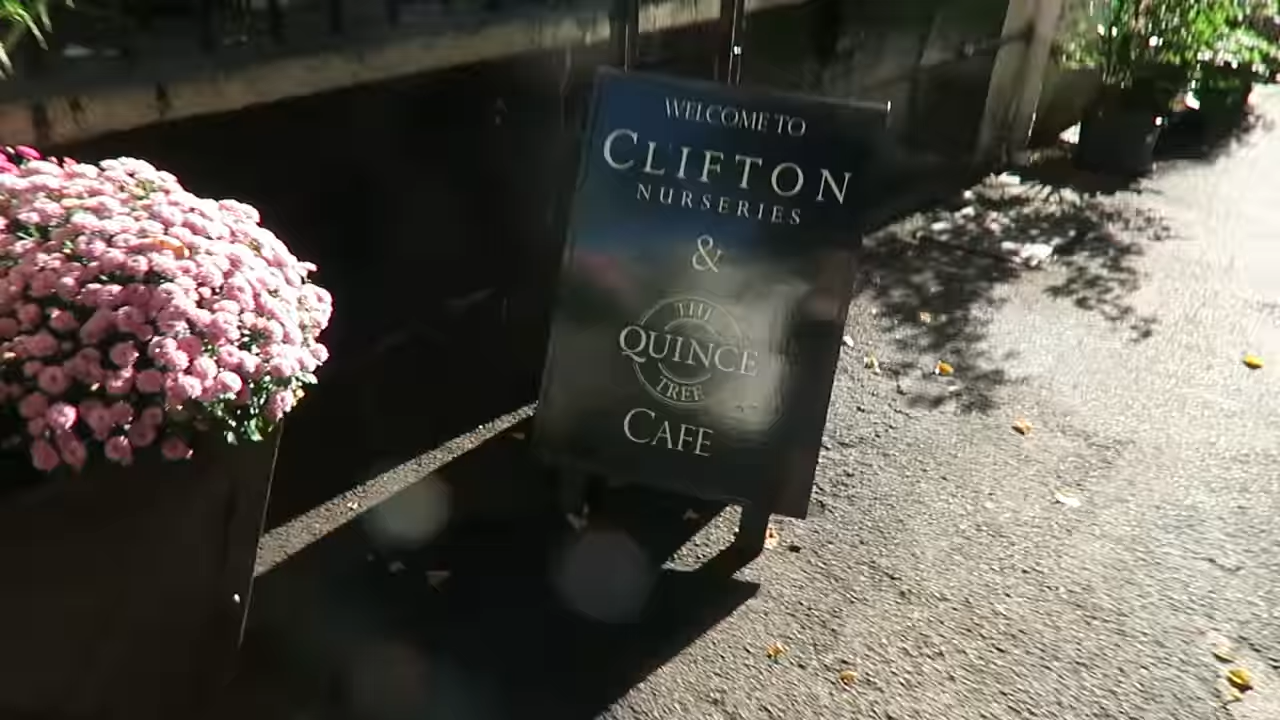 WELCOME TO
CLIFTON
NURSERIES
&
THE
QUINCE
TREE
CAFE